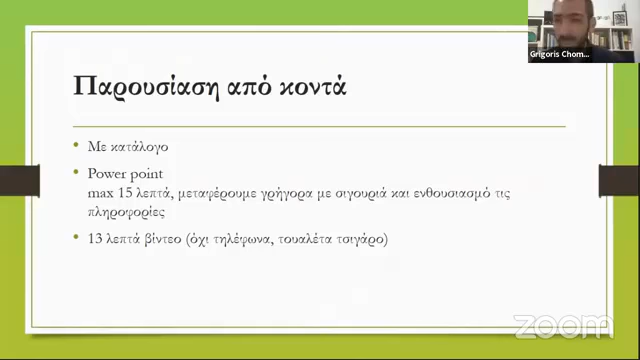 Grigoris Chom...
Παρουσίαση από κοντά
• Με κατάλογο
• Power point
max 15 λεπτά, μεταφέρουμε γρήγορα με σιγουριά και ενθουσιασμό τις
πληροφορίες
• 13 λεπτά βίντεο (όχι τηλέφωνα, τουαλέτα τσιγάρο)
zoom